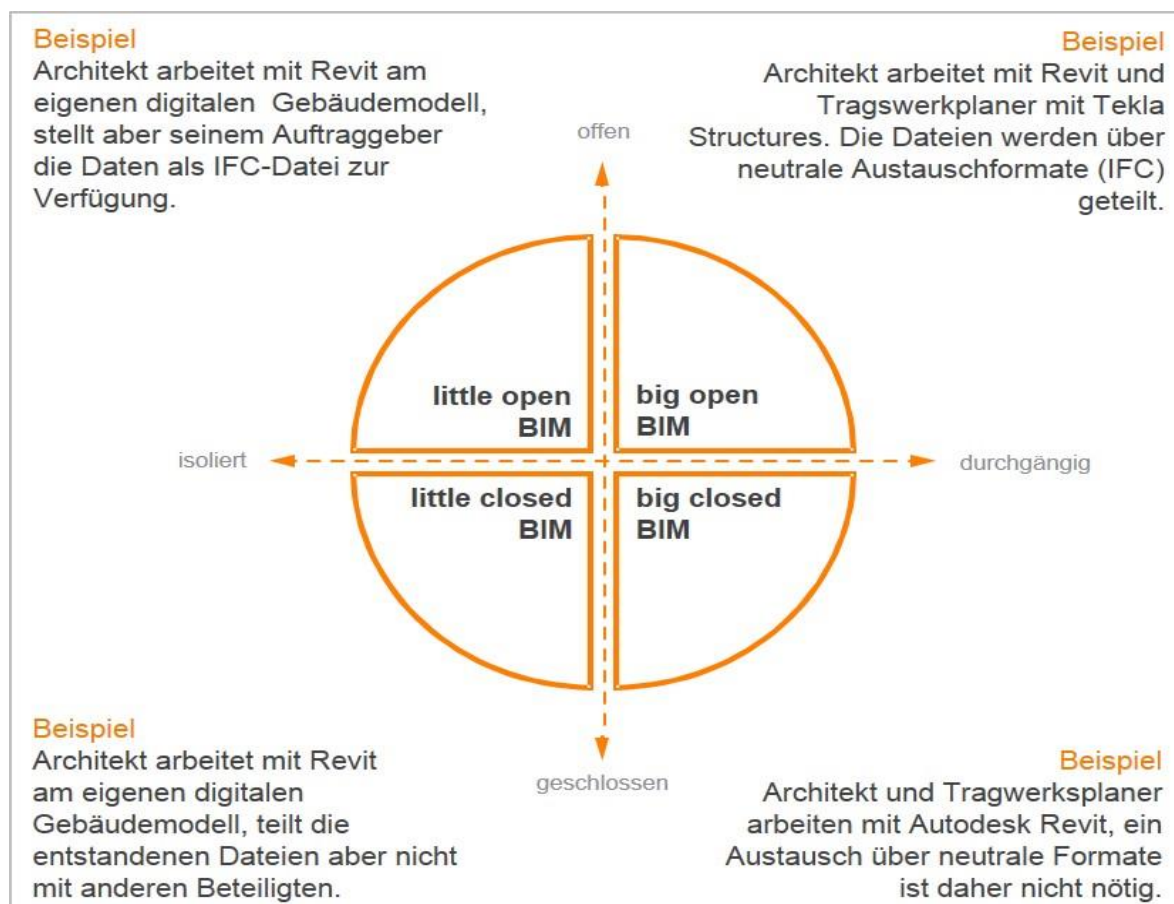 Beispiel
Architekt arbeitet mit Revit am
eigenen digitalen Gebäudemodell,
stellt aber seinem Auftraggeber
die Daten als IFC-Datei zur
Verfügung.
Beispiel
Architekt arbeitet mit Revit und
Tragswerkplaner mit Tekla
Structures. Die Dateien werden über
neutrale Austauschformate (IFC)
geteilt.
offen
little open
BIM
big open
BIM
isoliert
durchgängig
little closed
BIM
big closed
BIM
geschlossen
Beispiel
Architekt arbeitet mit Revit
am eigenen digitalen
Gebäudemodell, teilt die
entstandenen Dateien aber nicht
mit anderen Beteiligten.
Beispiel
Architekt und Tragwerksplaner
arbeiten mit Autodesk Revit, ein
Austausch über neutrale Formate
ist daher nicht nötig.